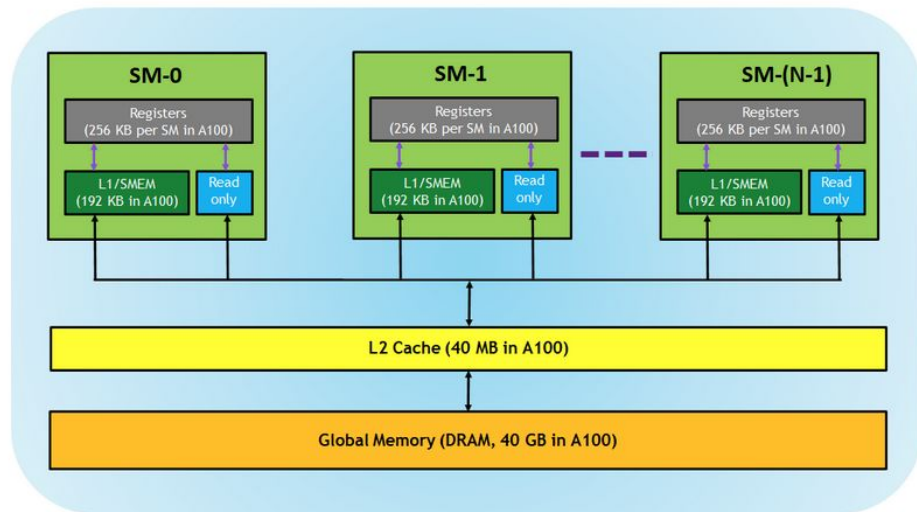 SM-0
Registers
(256 KB per SM in A100)
L1/SMEM
(192 KB in A100)
Read
only
SM-1
Registers
(256 KB per SM in A100)
L1/SMEM
(192 KB in A100)
Read
only
SM-(N-1)
Registers
(256 KB per SM in A100)
L1/SMEM
(192 KB in A100)
Read
only
L2 Cache (40 MB in A100)
Global Memory (DRAM, 40 GB in A100)